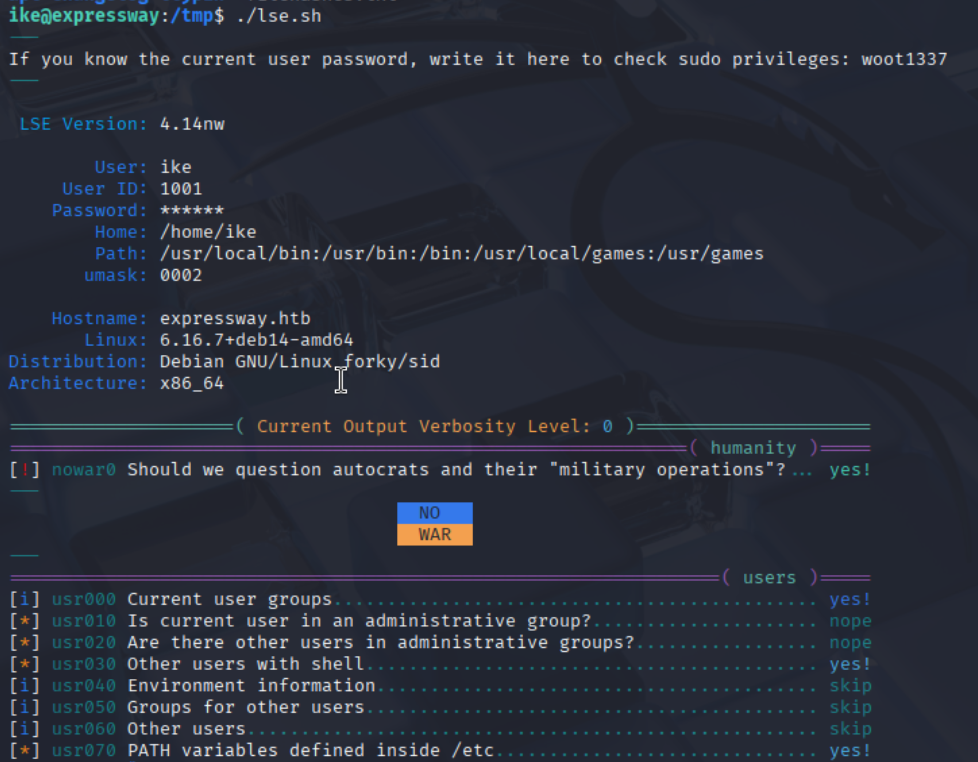 ike@expressway:/tmp$ ./lse.sh
---
If you know the current user password, write it here to check sudo privileges: woot1337
---
LSE Version: 4.14nw
User: ike
User ID: 1001
Password: ******
Home: /home/ike
Path: /usr/local/bin:/usr/bin:/bin:/usr/local/games:/usr/games
umask: 0002
Hostname: expressway.htb
Linux: 6.16.7+deb14-amd64
Distribution: Debian GNU/Linux forky/sid
Architecture: x86_64
=====================( Current Output Verbosity Level: 0 )======================
===============================================================( humanity )=====
[!] nowar0 Should we question autocrats and their "military operations"?... yes!
---
NO
WAR
---
==================================================================( users )=====
[i] usr000 Current user groups............................................. yes!
[*] usr010 Is current user in an administrative group?..................... nope
[*] usr020 Are there other users in administrative groups?................. nope
[*] usr030 Other users with shell.......................................... yes!
[i] usr040 Environment information......................................... skip
[i] usr050 Groups for other users.......................................... skip
[i] usr060 Other users..................................................... skip
[*] usr070 PATH variables defined inside /etc.............................. yes!